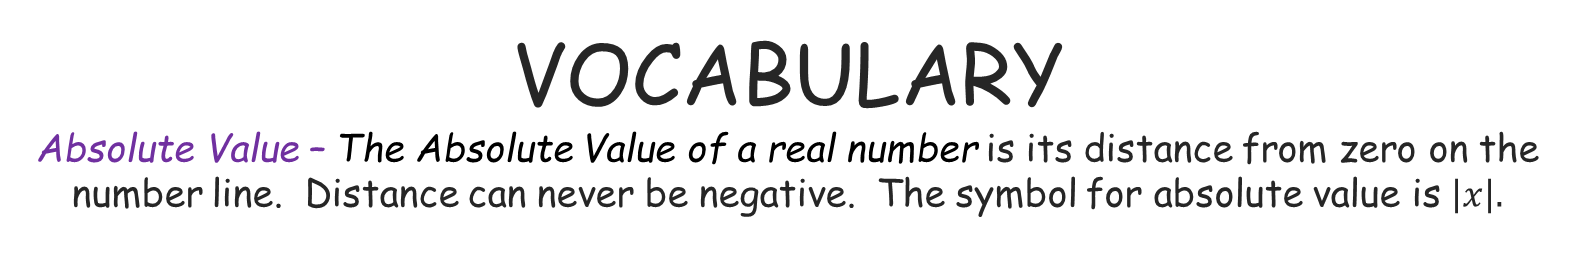 VOCABULARY
Absolute Value – The Absolute Value of a real number is its distance from zero on the
number line.  Distance can never be negative.  The symbol for absolute value is |x|.